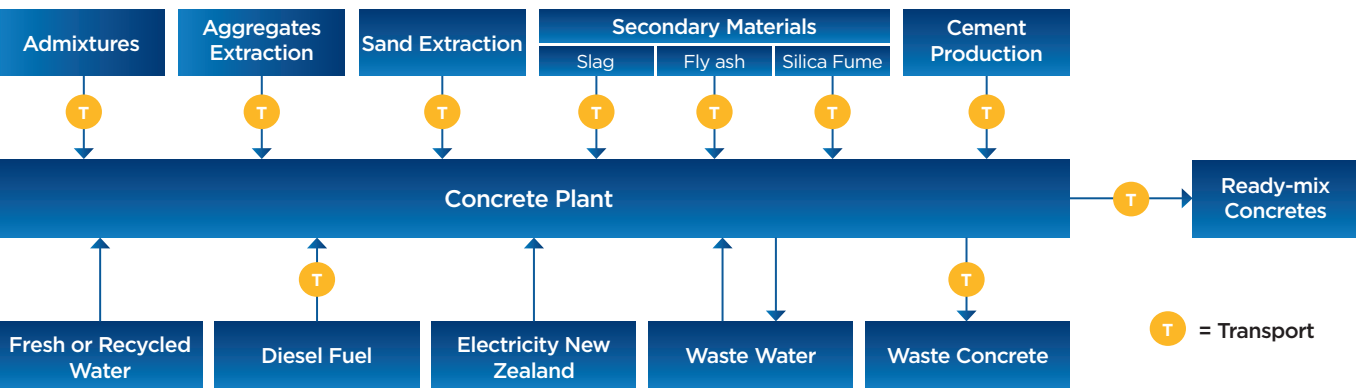 Admixtures
Aggregates
Extraction
Sand Extraction
Secondary Materials
Slag
Fly ash
Silica Fume
Cement
Production
T
T
T
T
T
T
T
Concrete Plant
T
Ready-mix
Concretes
T
T
Fresh or Recycled
Water
Diesel Fuel
Electricity New
Zealand
Waste Water
Waste Concrete
T = Transport